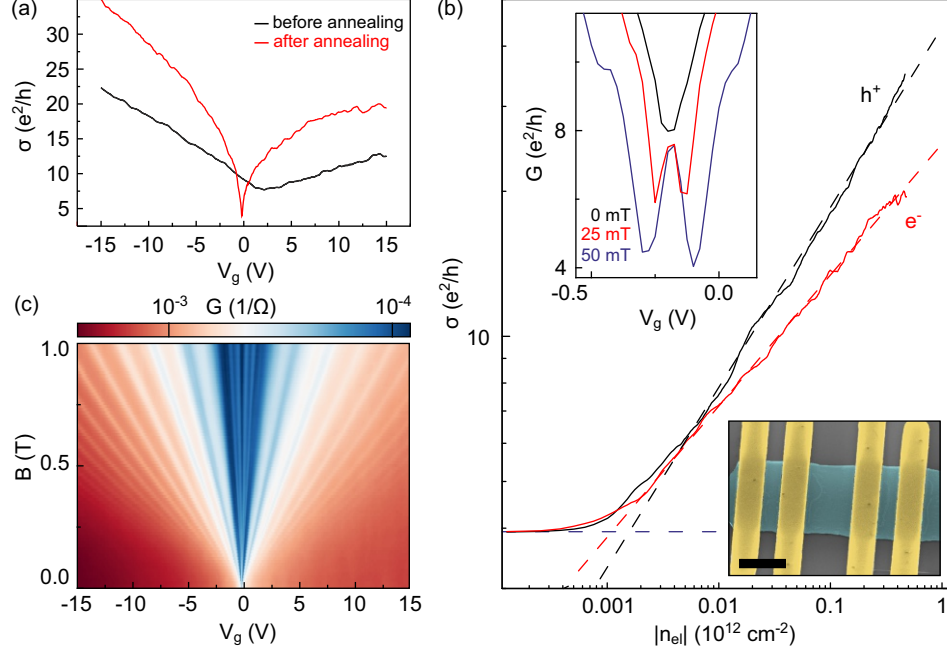 (a)
before annealing
after annealing
σ (e²/h)
35
30
25
20
15
10
5
-15 -10 -5 0 5 10 15
V_g (V)
(b)
G (e²/h)
8
4
0 mT
25 mT
50 mT
-0.5 0.0
V_g (V)
h⁺
e⁻
σ (e²/h)
10
0.001 0.01 0.1 1
|n_el| (10¹² cm⁻²)
(c)
10⁻³ G (1/Ω) 10⁻⁴
B (T)
1.0
0.5
0.0
-15 -10 -5 0 5 10 15
V_g (V)